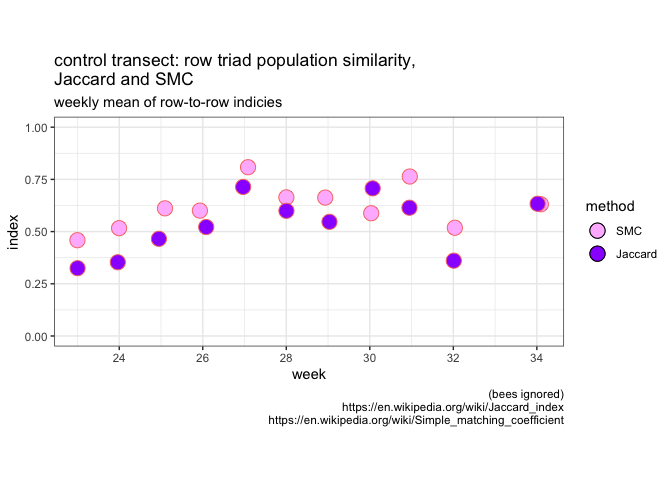 control transect: row triad population similarity,
Jaccard and SMC
weekly mean of row-to-row indicies
1.00
0.75
0.50
0.25
0.00
index
24
26
28
30
32
34
week
method
SMC
Jaccard
(bees ignored)
https://en.wikipedia.org/wiki/Jaccard_index
https://en.wikipedia.org/wiki/Simple_matching_coefficient